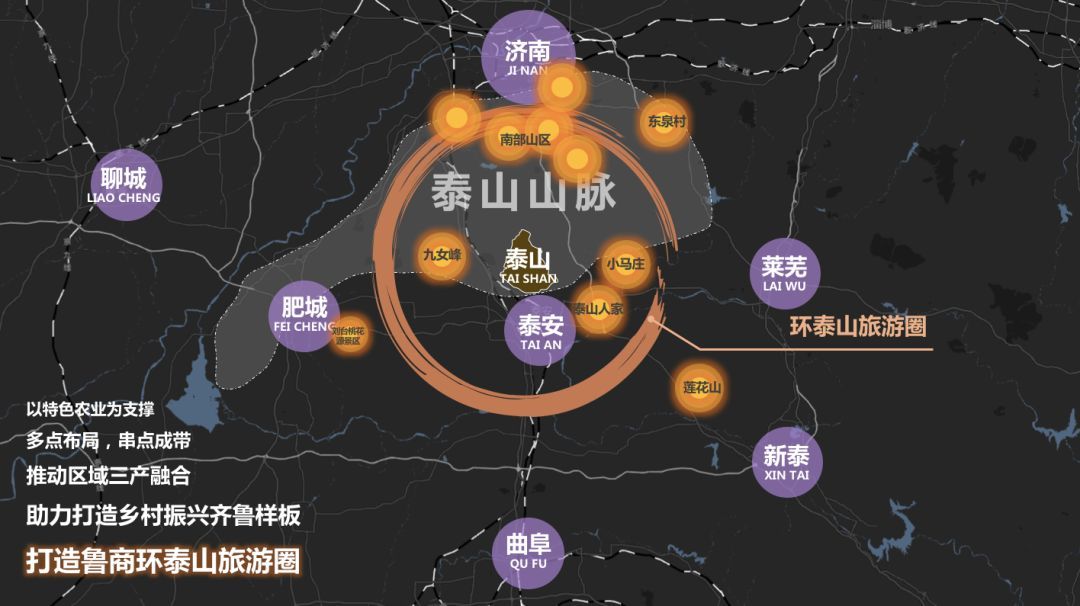 济南
JI NAN
东泉村
南部山区
聊城
LIAO CHENG
泰山山脉
九女峰
泰山
TAI SHAN
小马庄
莱芜
LAI WU
肥城
FEI CHENG
刘台桃花
源景区
泰山人家
泰安
TAI AN
环泰山旅游圈
莲花山
以特色农业为支撑
多点布局，串点成带
推动区域三产融合
助力打造乡村振兴齐鲁样板
打造鲁商环泰山旅游圈
新泰
XIN TAI
曲阜
QU FU